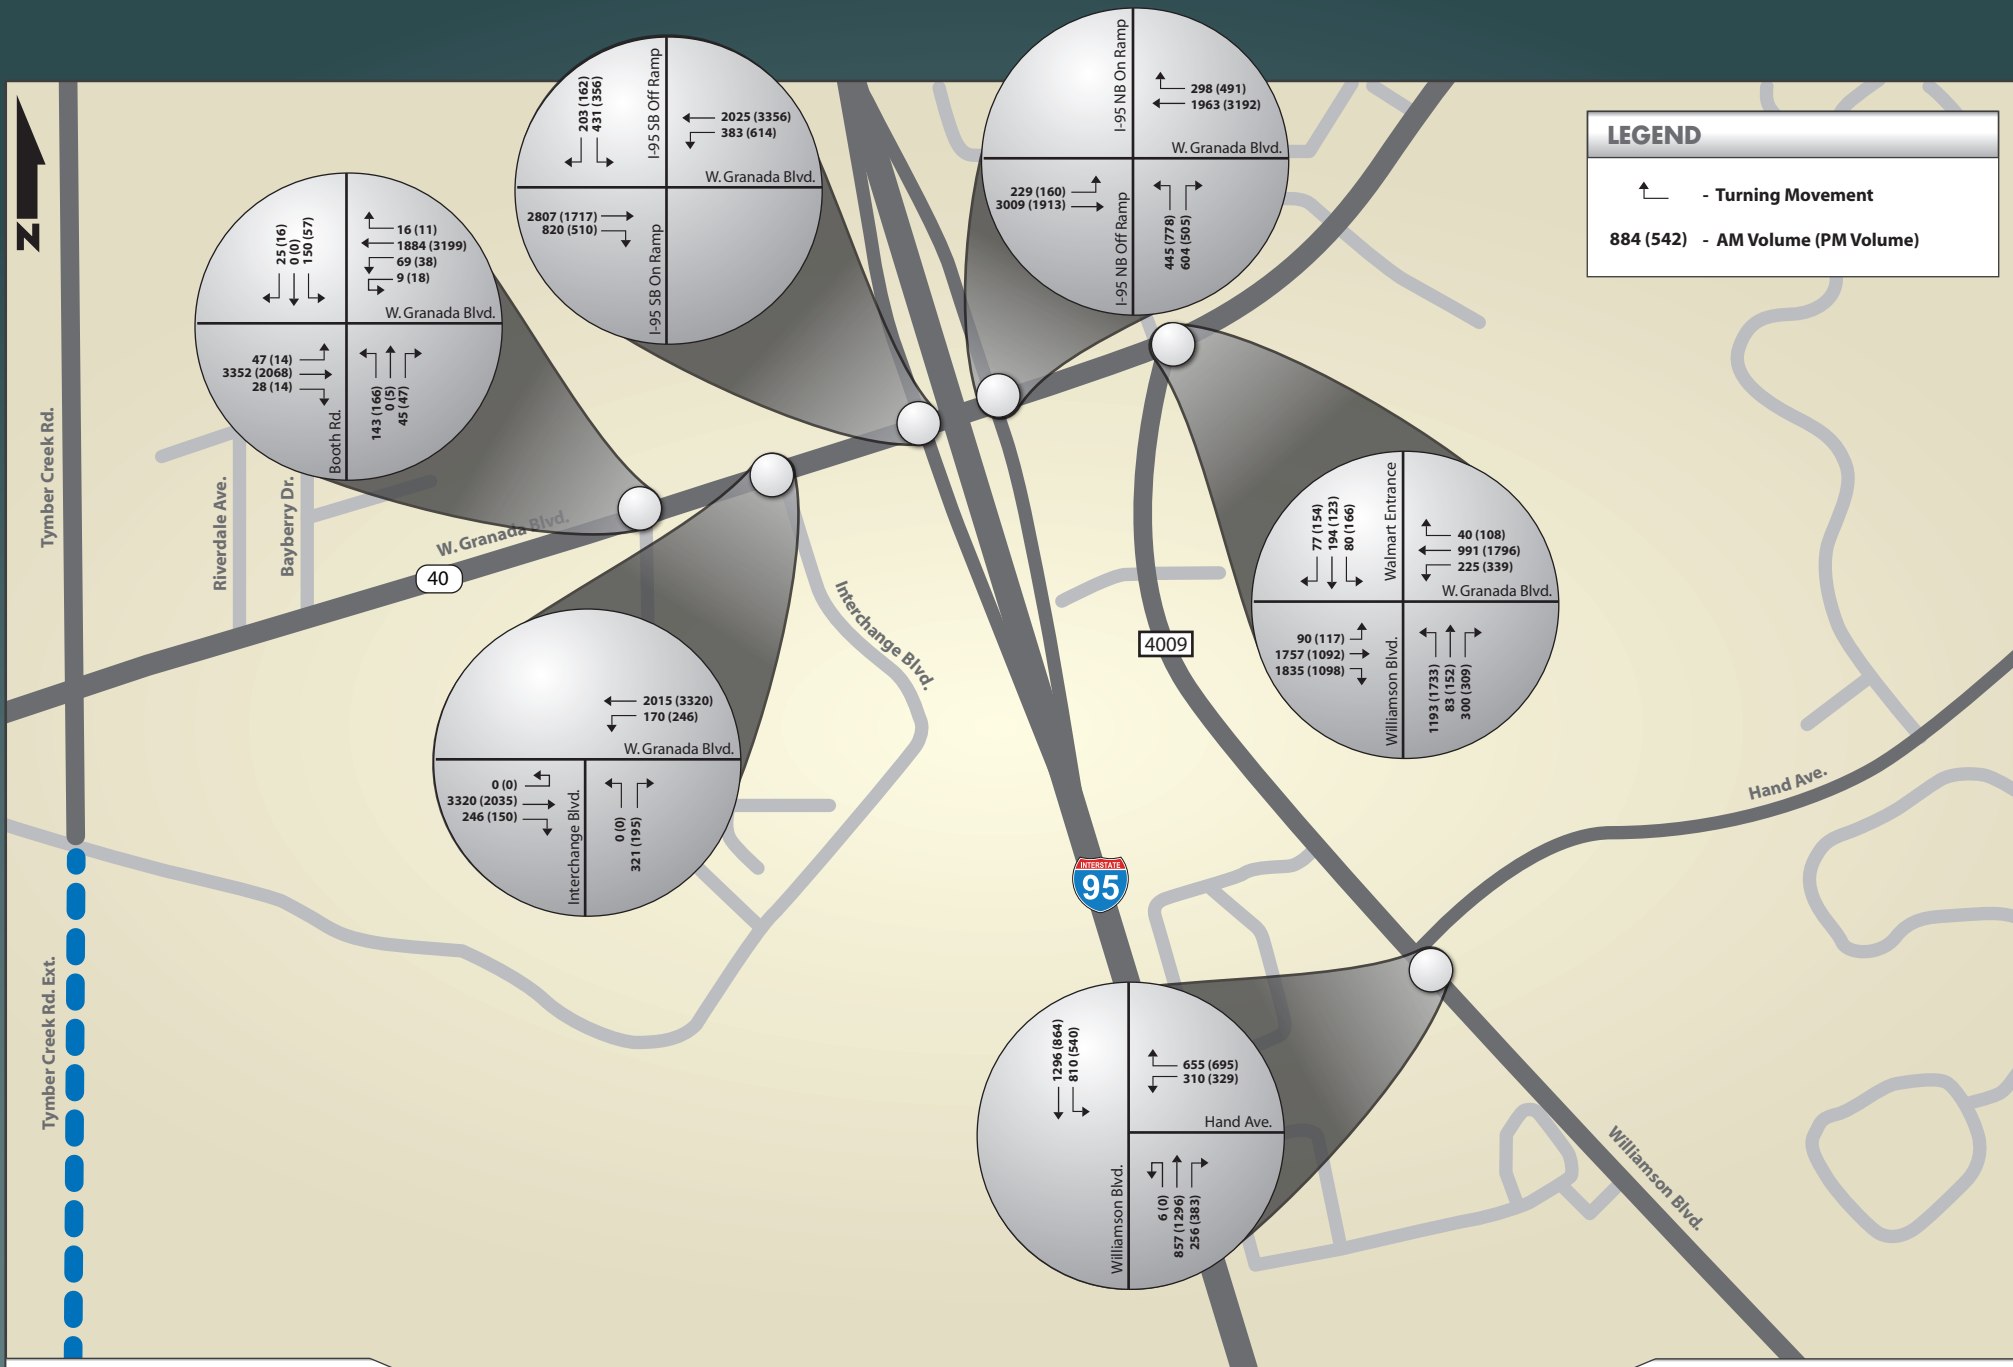 N
LEGEND
- Turning Movement
884 (542) - AM Volume (PM Volume)
25 (16)
0 (0)
150 (57)
16 (11)
1884 (3199)
69 (38)
9 (18)
W. Granada Blvd.
47 (14)
3352 (2068)
28 (14)
Booth Rd.
143 (166)
0 (5)
45 (47)
203 (162)
431 (356)
I-95 SB Off Ramp
2025 (3356)
383 (614)
W. Granada Blvd.
2807 (1717)
820 (510)
I-95 SB On Ramp
I-95 NB On Ramp
298 (491)
1963 (3192)
W. Granada Blvd.
229 (160)
3009 (1913)
I-95 NB Off Ramp
445 (778)
604 (505)
77 (154)
194 (123)
80 (166)
Walmart Entrance
40 (108)
991 (1796)
225 (339)
W. Granada Blvd.
90 (117)
1757 (1092)
1835 (1098)
Williamson Blvd.
1193 (1733)
83 (152)
300 (309)
2015 (3320)
170 (246)
W. Granada Blvd.
0 (0)
3320 (2035)
246 (150)
Interchange Blvd.
0 (0)
321 (195)
1296 (864)
810 (540)
655 (695)
310 (329)
Hand Ave.
Williamson Blvd.
6 (0)
857 (1296)
256 (383)
Tymber Creek Rd.
Riverdale Ave.
Bayberry Dr.
W. Granada Blvd.
40
Interchange Blvd.
4009
Hand Ave.
INTERSTATE
95
Tymber Creek Rd. Ext.
Williamson Blvd.